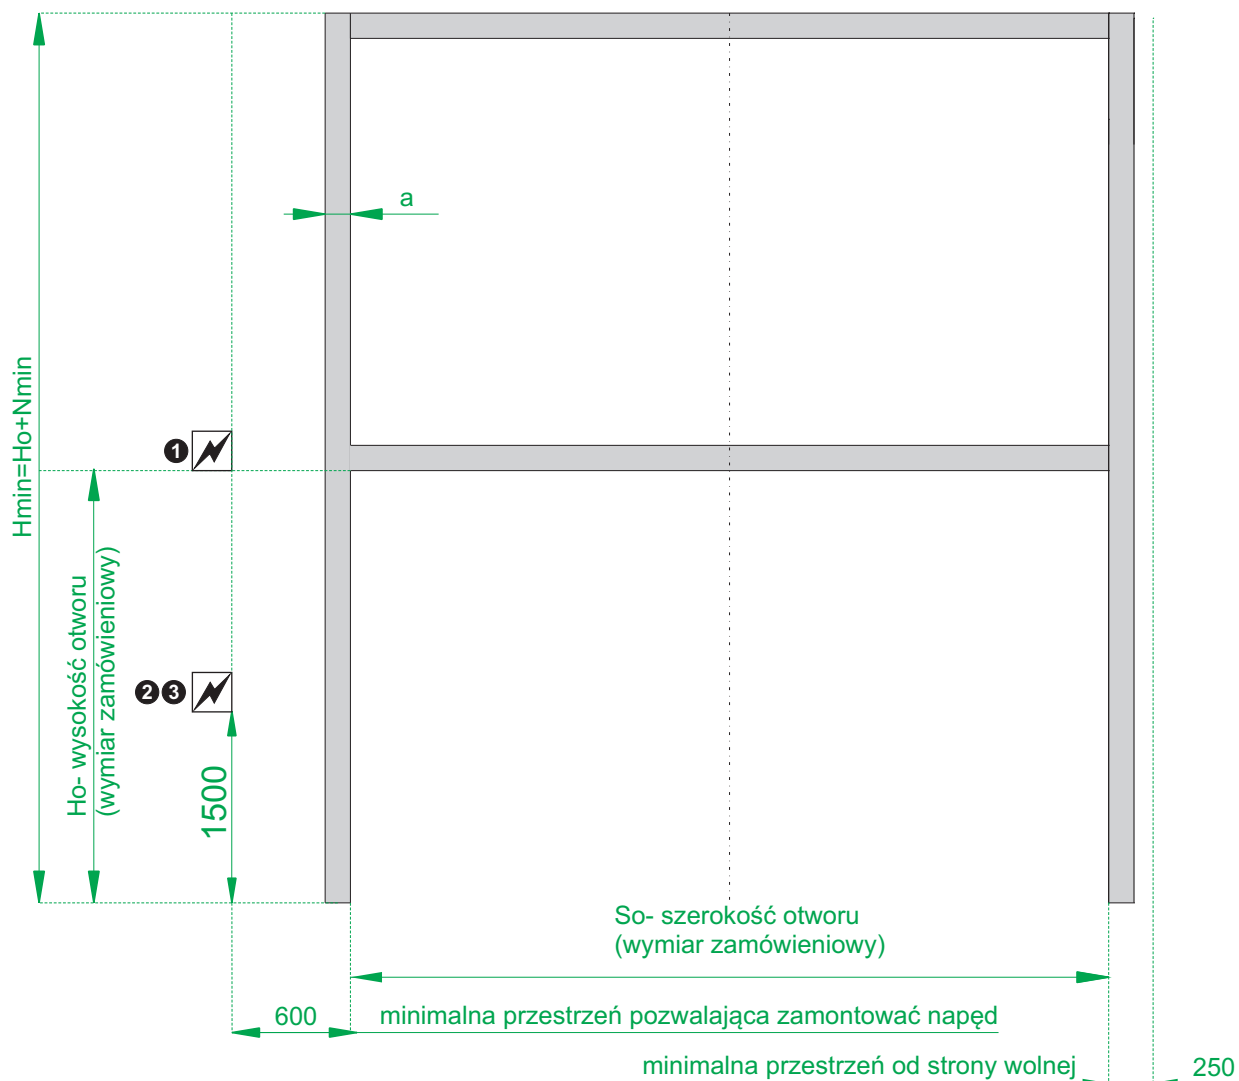 a
Hmin=Ho+Nmin
1
Ho- wysokość otworu
(wymiar zamówieniowy)
2 3
1500
So- szerokość otworu
(wymiar zamówieniowy)
600
minimalna przestrzeń pozwalająca zamontować napęd
minimalna przestrzeń od strony wolnej
250